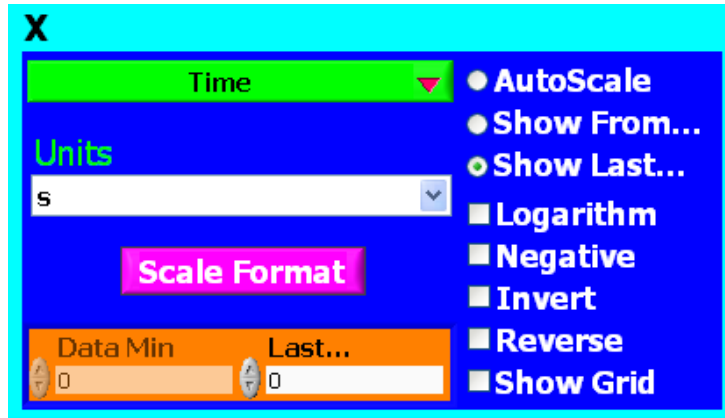 X
Time
Units
s
Scale Format
Data Min
Last...
0
0
AutoScale
Show From...
Show Last...
Logarithm
Negative
Invert
Reverse
Show Grid